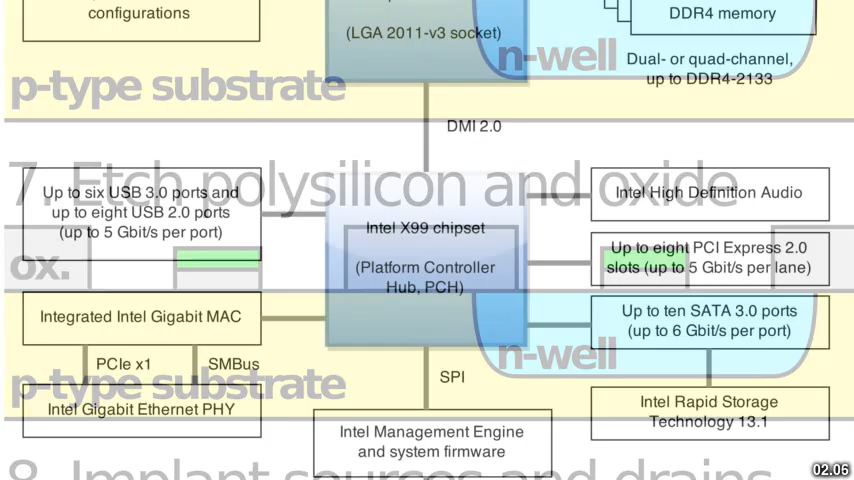 configurations
(LGA 2011-v3 socket)
DDR4 memory
n-well
Dual- or quad-channel,
up to DDR4-2133
p-type substrate
DMI 2.0
7. Etch polysilicon and oxide
Up to six USB 3.0 ports and
up to eight USB 2.0 ports
(up to 5 Gbit/s per port)
Intel High Definition Audio
Intel X99 chipset
(Platform Controller
Hub, PCH)
Up to eight PCI Express 2.0
slots (up to 5 Gbit/s per lane)
ox.
Integrated Intel Gigabit MAC
Up to ten SATA 3.0 ports
(up to 6 Gbit/s per port)
n-well
PCIe x1
SMBus
SPI
p-type substrate
Intel Gigabit Ethernet PHY
Intel Rapid Storage
Technology 13.1
Intel Management Engine
and system firmware
8. Implant sources and drains
02.06